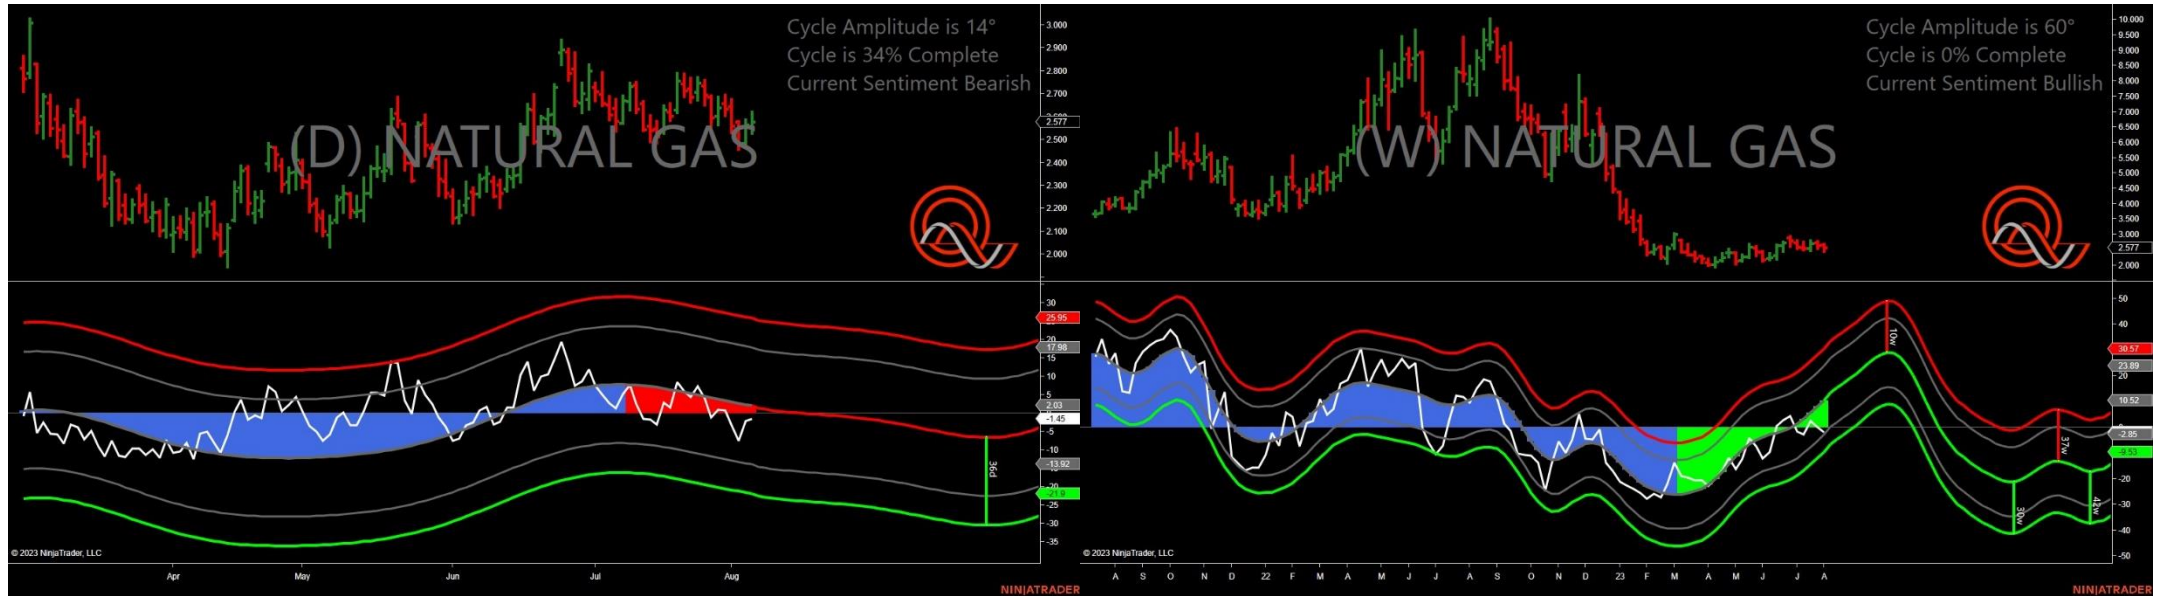 Cycle Amplitude is 14°
Cycle is 34% Complete
Current Sentiment Bearish
(D) NATURAL GAS
3.000
2.900
2.800
2.700
2.577
2.500
2.400
2.300
2.200
2.100
2.000
30
25.95
20
17.98
15
10
5
2.03
-1.45
-5
-10
-13.92
-21.9
-30
-35
36d
© 2023 NinjaTrader, LLC
Apr May Jun Jul Aug
NINJATRADER
Cycle Amplitude is 60°
Cycle is 0% Complete
Current Sentiment Bullish
(W) NATURAL GAS
10.000
9.500
9.000
8.500
8.000
7.500
7.000
6.500
6.000
5.500
5.000
4.500
4.000
3.500
3.000
2.577
2.000
50
40
30.57
23.89
20
10.52
-2.85
-9.53
-20
-30
-40
-50
10w
37w
30w
42w
© 2023 NinjaTrader, LLC
A S O N D 22 F M A M J J A S O N D 23 F M A M J J A
NINJATRADER